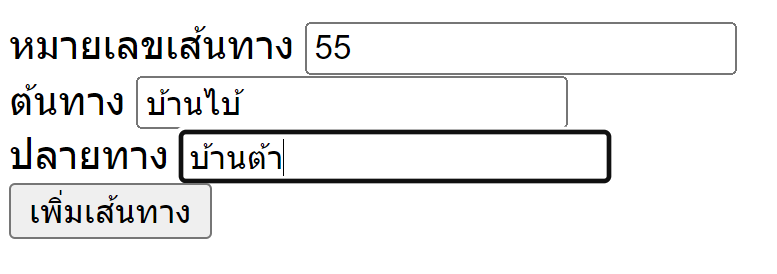 หมายเลขเส้นทาง 55
ต้นทาง บ้านไบ้
ปลายทาง บ้านต้า
เพิ่มเส้นทาง